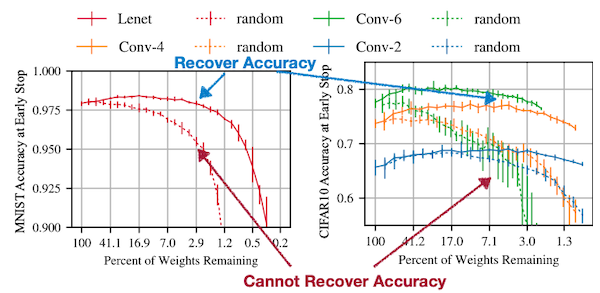 Lenet random Conv-6 random
Conv-4 random Conv-2 random
Recover Accuracy
MNIST Accuracy at Early Stop
1.000
0.975
0.950
0.925
0.900
100 41.1 16.9 7.0 2.9 1.2 0.5 0.2
Percent of Weights Remaining
CIFAR10 Accuracy at Early Stop
0.8
0.7
0.6
100 41.2 17.0 7.1 3.0 1.3
Percent of Weights Remaining
Cannot Recover Accuracy